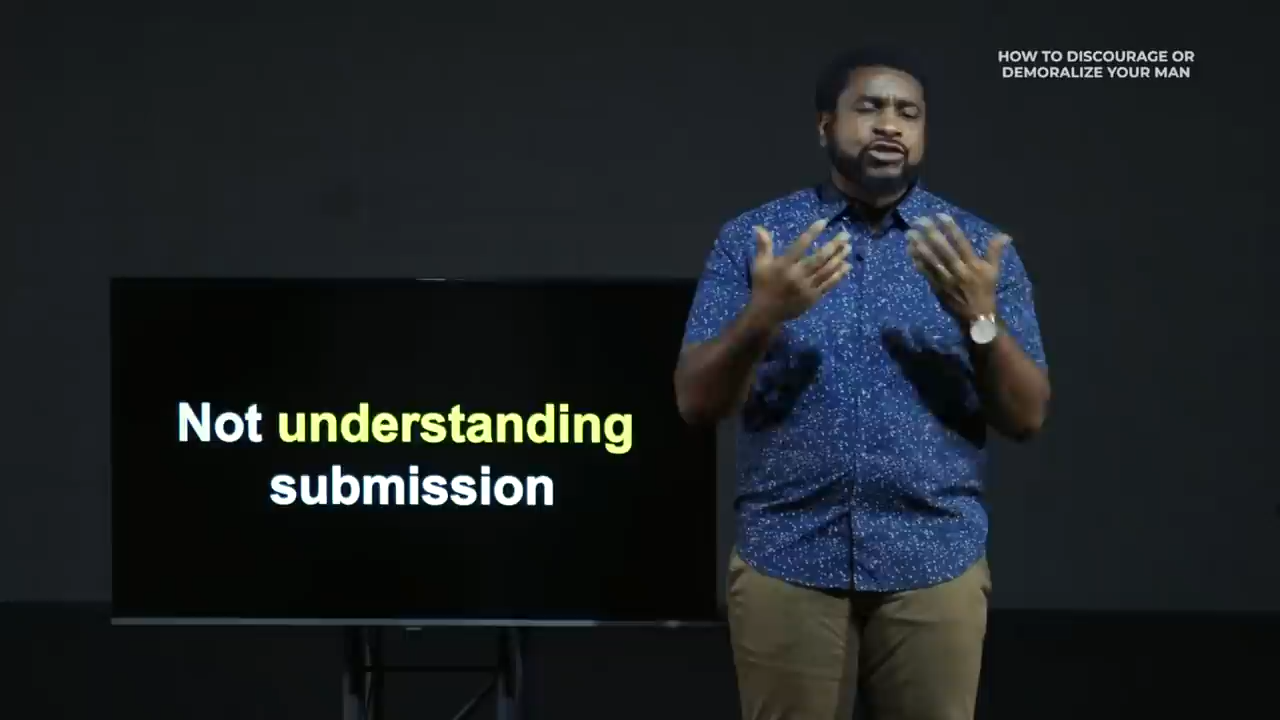 HOW TO DISCOURAGE OR
DEMORALIZE YOUR MAN
Not understanding
submission